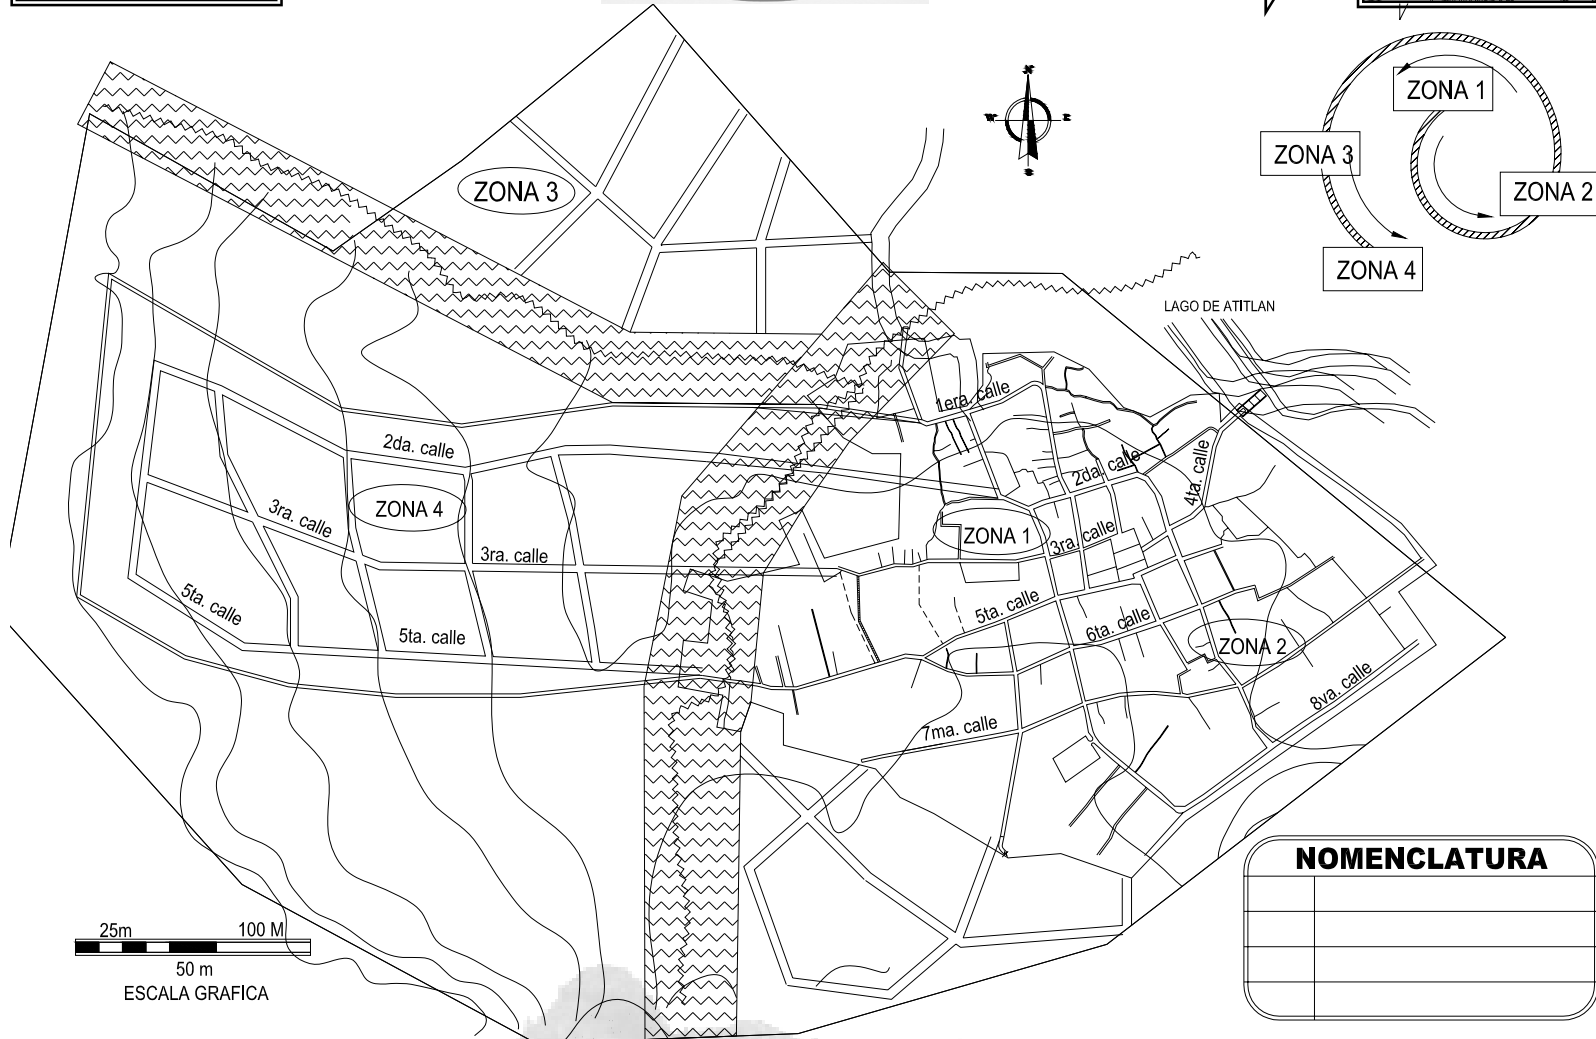 ZONA 1
ZONA 3
ZONA 2
ZONA 4
ZONA 3
LAGO DE ATITLAN
1era. calle
2da. calle
2da. calle
4ta. calle
ZONA 4
3ra. calle
ZONA 1
3ra. calle
3ra. calle
5ta. calle
5ta. calle
5ta. calle
6ta. calle
ZONA 2
8va. calle
7ma. calle
NOMENCLATURA
25m
100 M
50 m
ESCALA GRAFICA